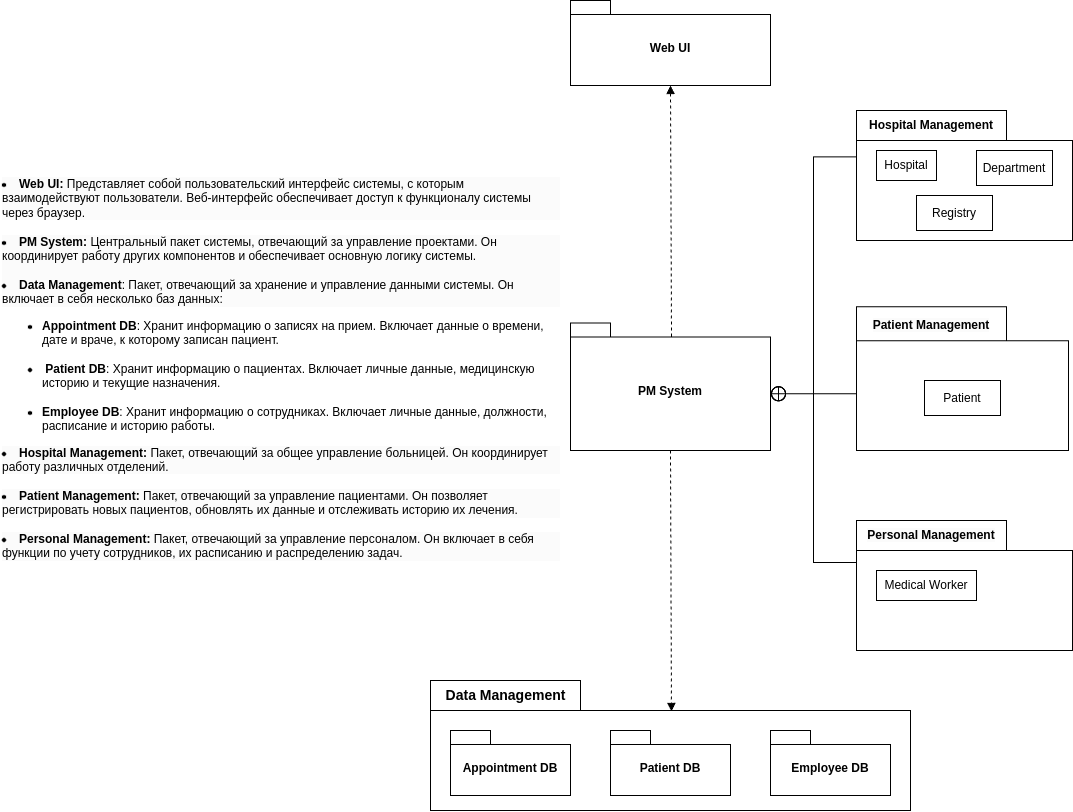 Web UI
Hospital Management
Hospital
Department
Registry
• Web UI: Представляет собой пользовательский интерфейс системы, с которым
взаимодействуют пользователи. Веб-интерфейс обеспечивает доступ к функционалу системы
через браузер.
• PM System: Центральный пакет системы, отвечающий за управление проектами. Он
координирует работу других компонентов и обеспечивает основную логику системы.
• Data Management: Пакет, отвечающий за хранение и управление данными системы. Он
включает в себя несколько баз данных:
• Appointment DB: Хранит информацию о записях на прием. Включает данные о времени,
дате и враче, к которому записан пациент.
• Patient DB: Хранит информацию о пациентах. Включает личные данные, медицинскую
историю и текущие назначения.
• Employee DB: Хранит информацию о сотрудниках. Включает личные данные, должности,
расписание и историю работы.
• Hospital Management: Пакет, отвечающий за общее управление больницей. Он координирует
работу различных отделений.
• Patient Management: Пакет, отвечающий за управление пациентами. Он позволяет
регистрировать новых пациентов, обновлять их данные и отслеживать историю их лечения.
• Personal Management: Пакет, отвечающий за управление персоналом. Он включает в себя
функции по учету сотрудников, их расписанию и распределению задач.
PM System
Patient Management
Patient
Personal Management
Medical Worker
Data Management
Appointment DB
Patient DB
Employee DB